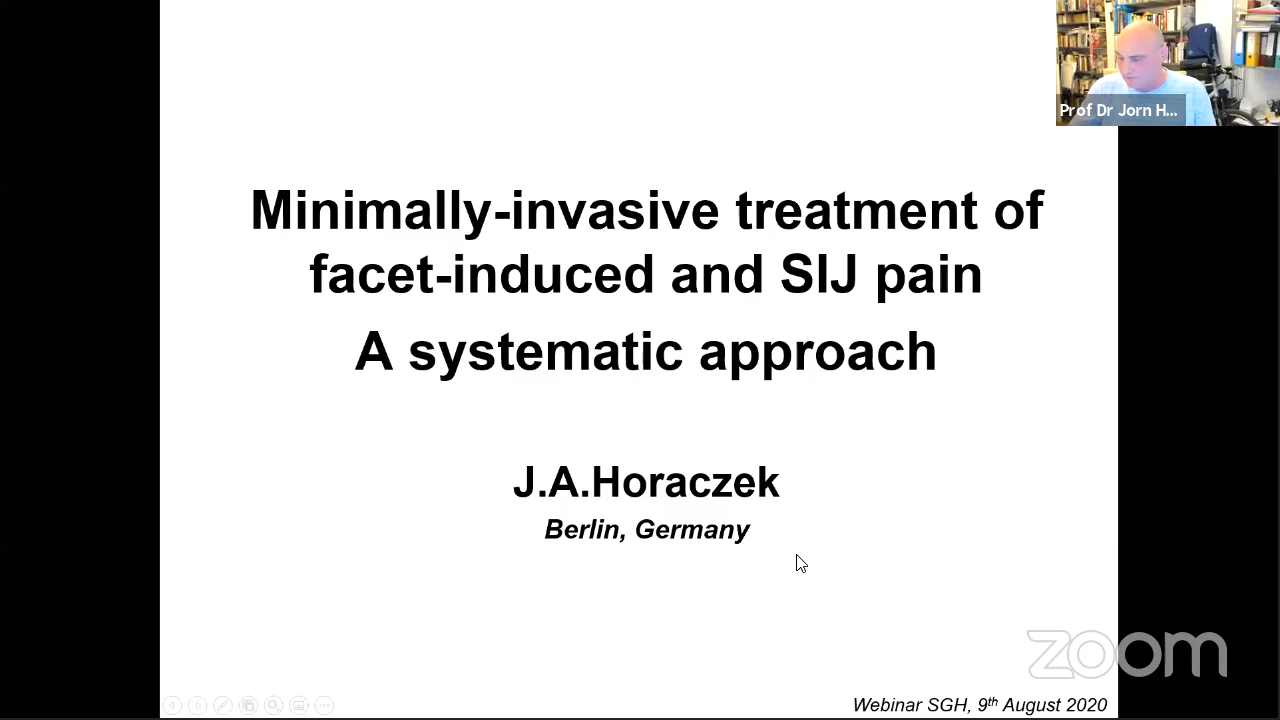 Prof Dr Jorn H...
Minimally-invasive treatment of
facet-induced and SIJ pain
A systematic approach
J.A.Horaczek
Berlin, Germany
zoom
Webinar SGH, 9th August 2020